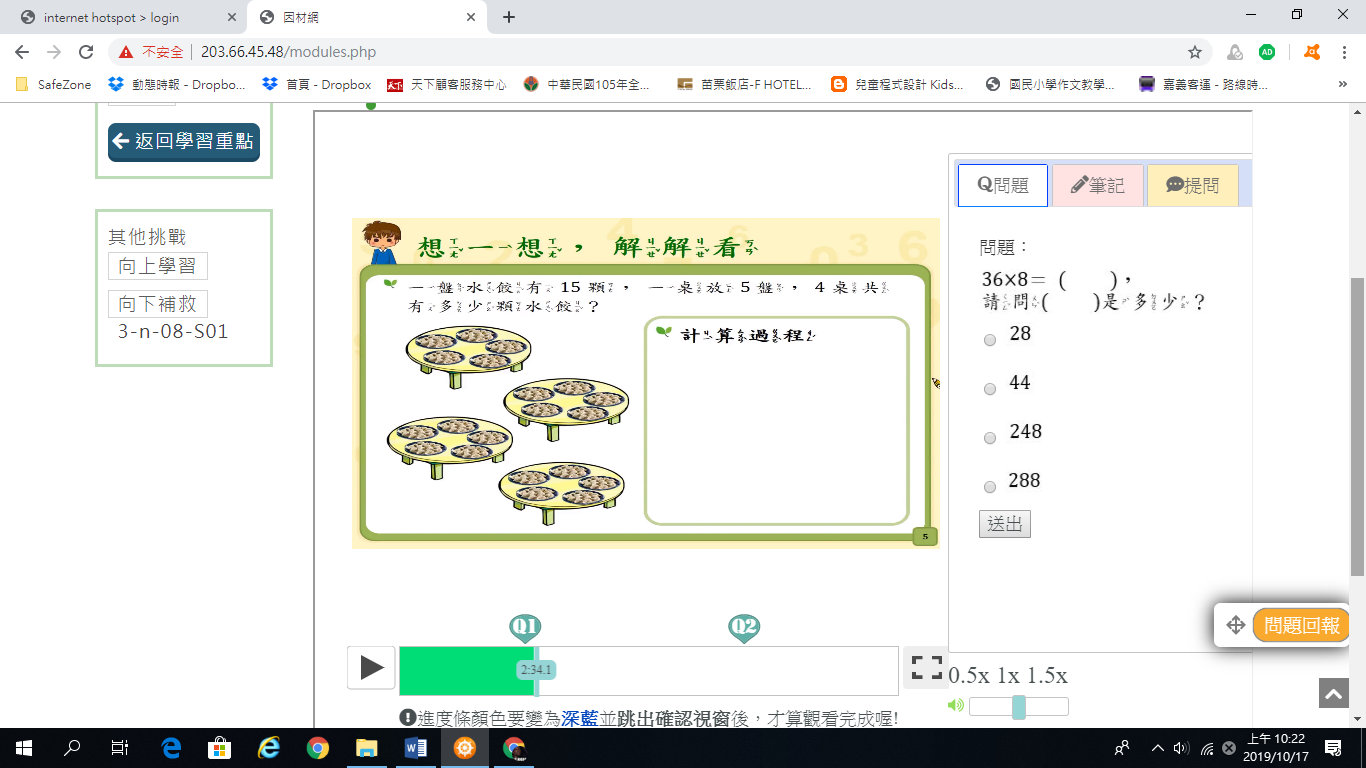 internet hotspot > login
因材網
不安全
203.66.45.48/modules.php
SafeZone
動態時報 - Dropbo...
首頁 - Dropbox
天下
天下顧客服務中心
中華民國105年全...
苗栗飯店-F HOTEL...
兒童程式設計 Kids...
國民小學作文教學...
嘉義客運 - 路線時...
»
返回學習重點
其他挑戰
向上學習
向下補救
3-n-08-S01
想一想， 解解看
一盤水餃有 15 顆， 一桌放 5 盤， 4 桌共
有多少顆水餃？
計算過程
5
Q問題
筆記
提問
問題：
36×8＝（ ），
請問( )是多少？
28
44
248
288
送出
問題回報
Q1
Q2
2:34.1
0.5x 1x 1.5x
進度條顏色要變為深藍並跳出確認視窗後，才算觀看完成喔!
上午 10:22
2019/10/17